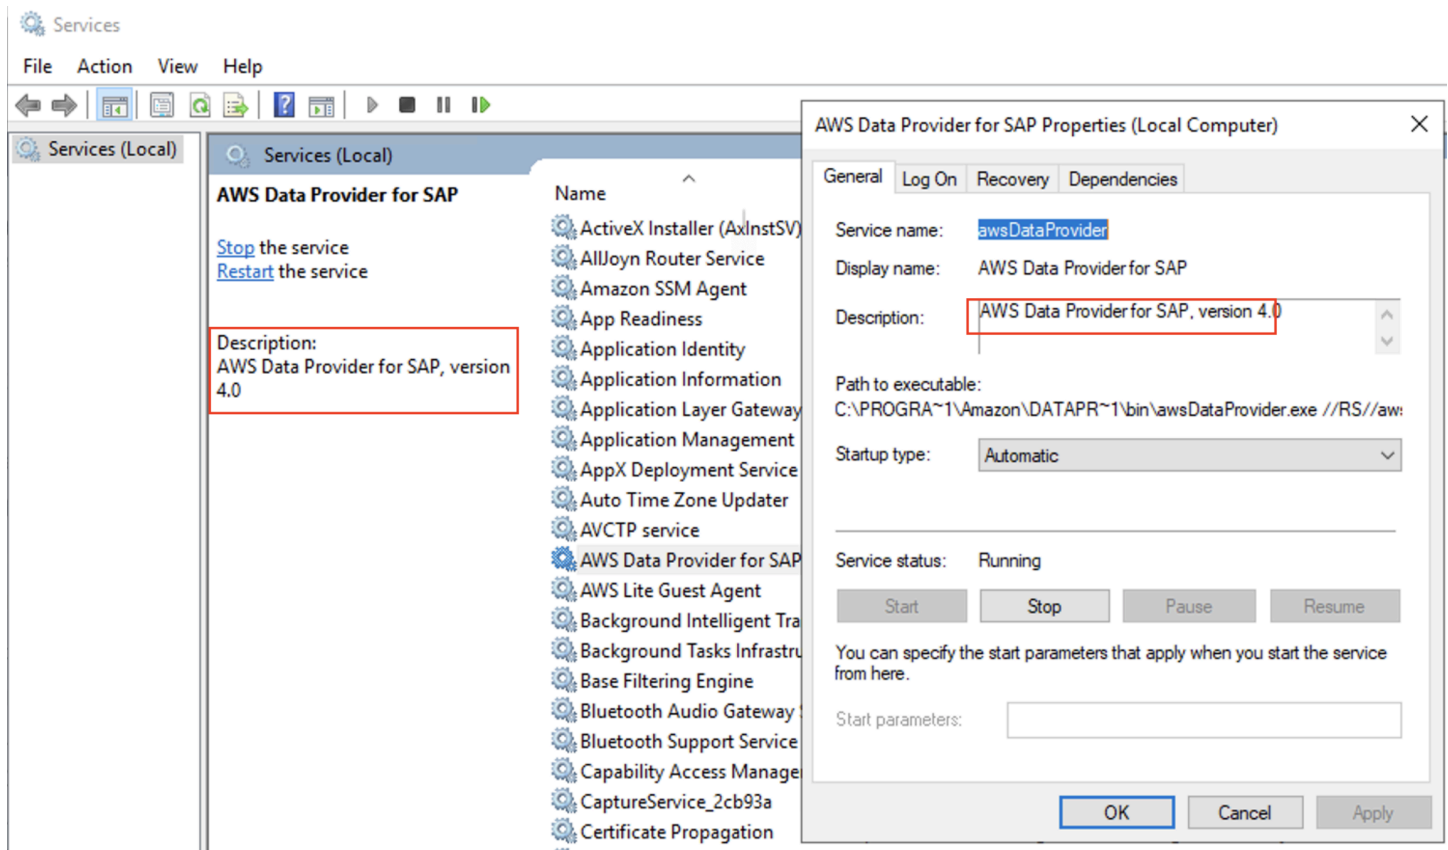 Services
File Action View Help
Services (Local)
Services (Local)
AWS Data Provider for SAP
Stop the service
Restart the service
Description:
AWS Data Provider for SAP, version
4.0
Name
ActiveX Installer (AxInstSV)
AllJoyn Router Service
Amazon SSM Agent
App Readiness
Application Identity
Application Information
Application Layer Gateway
Application Management
AppX Deployment Service
Auto Time Zone Updater
AVCTP service
AWS Data Provider for SAP
AWS Lite Guest Agent
Background Intelligent Tra
Background Tasks Infrastru
Base Filtering Engine
Bluetooth Audio Gateway
Bluetooth Support Service
Capability Access Manage
CaptureService_2cb93a
Certificate Propagation
AWS Data Provider for SAP Properties (Local Computer)
General Log On Recovery Dependencies
Service name: awsDataProvider
Display name: AWS Data Provider for SAP
Description: AWS Data Provider for SAP, version 4.0
Path to executable:
C:\PROGRA~1\Amazon\DATAPR~1\bin\awsDataProvider.exe //RS//aws
Startup type: Automatic
Service status: Running
Start Stop Pause Resume
You can specify the start parameters that apply when you start the service
from here.
Start parameters:
OK Cancel Apply